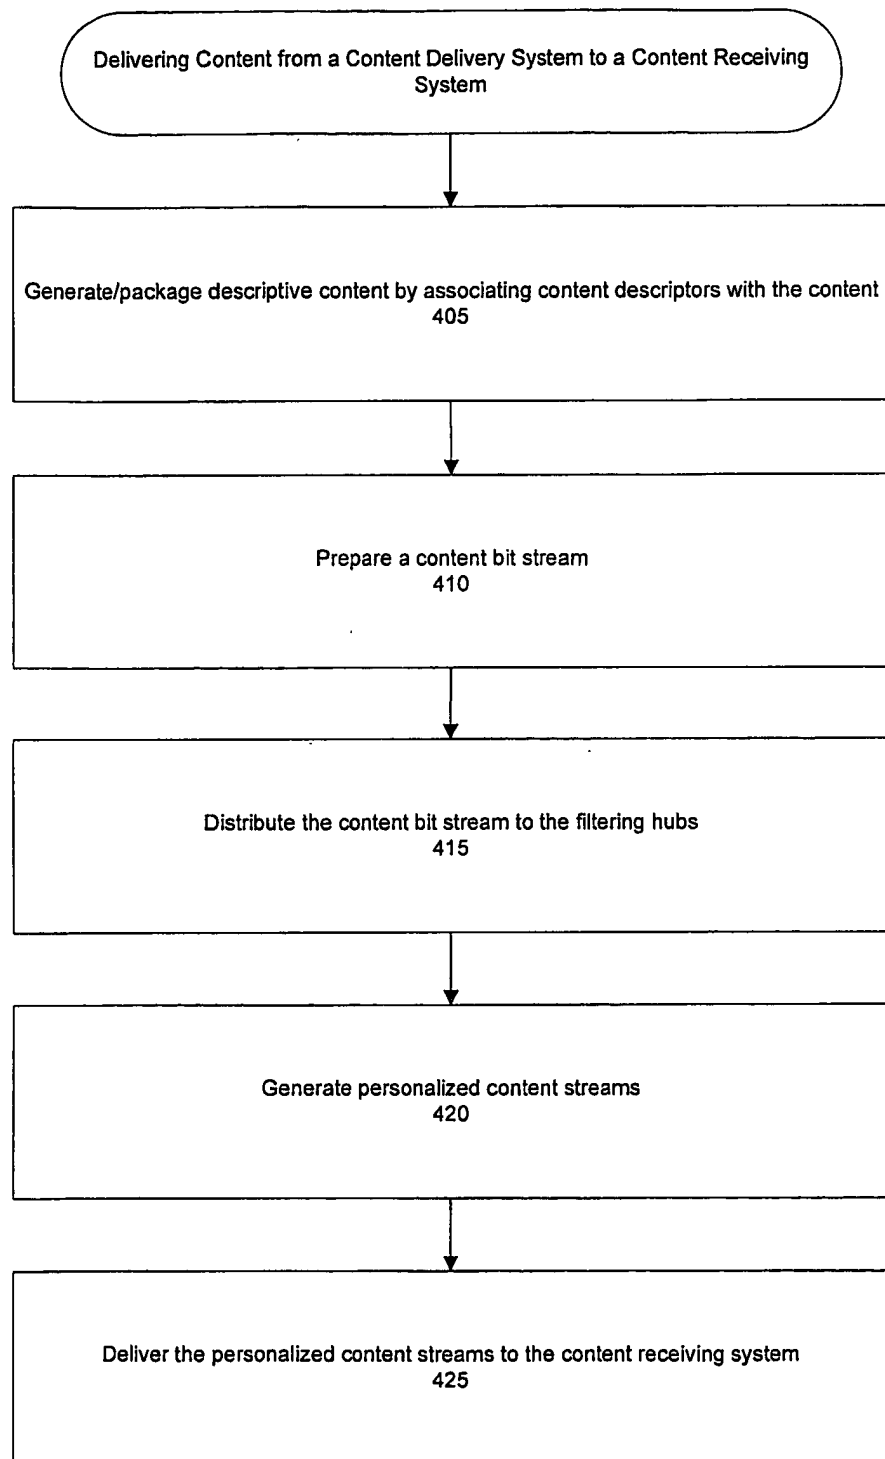 Delivering Content from a Content Delivery System to a Content Receiving
System
Generate/package descriptive content by associating content descriptors with the content
405
Prepare a content bit stream
410
Distribute the content bit stream to the filtering hubs
415
Generate personalized content streams
420
Deliver the personalized content streams to the content receiving system
425